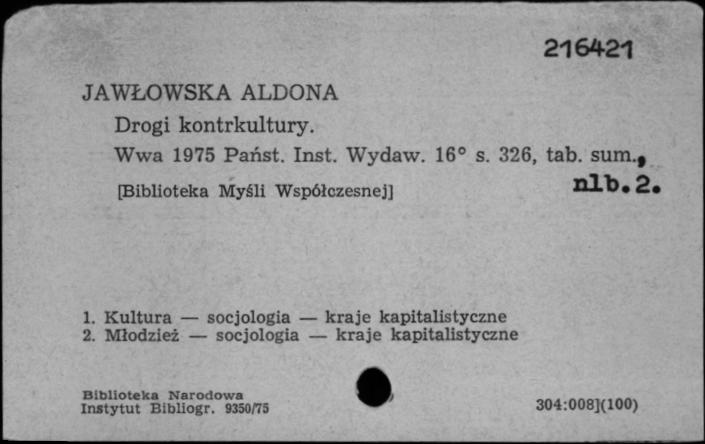 216421
JAWŁOWSKA ALDONA
Drogi kontrkultury.
Wwa 1975 Państ. Inst. Wydaw. 16° s. 326, tab. sum.,
nlb. 2.
[Biblioteka Myśli Współczesnej]
1. Kultura — socjologia — kraje kapitalistyczne
2. Młodzież — socjologia — kraje kapitalistyczne
Biblioteka Narodowa
Instytut Bibliogr. 9350/75
304:008](100)